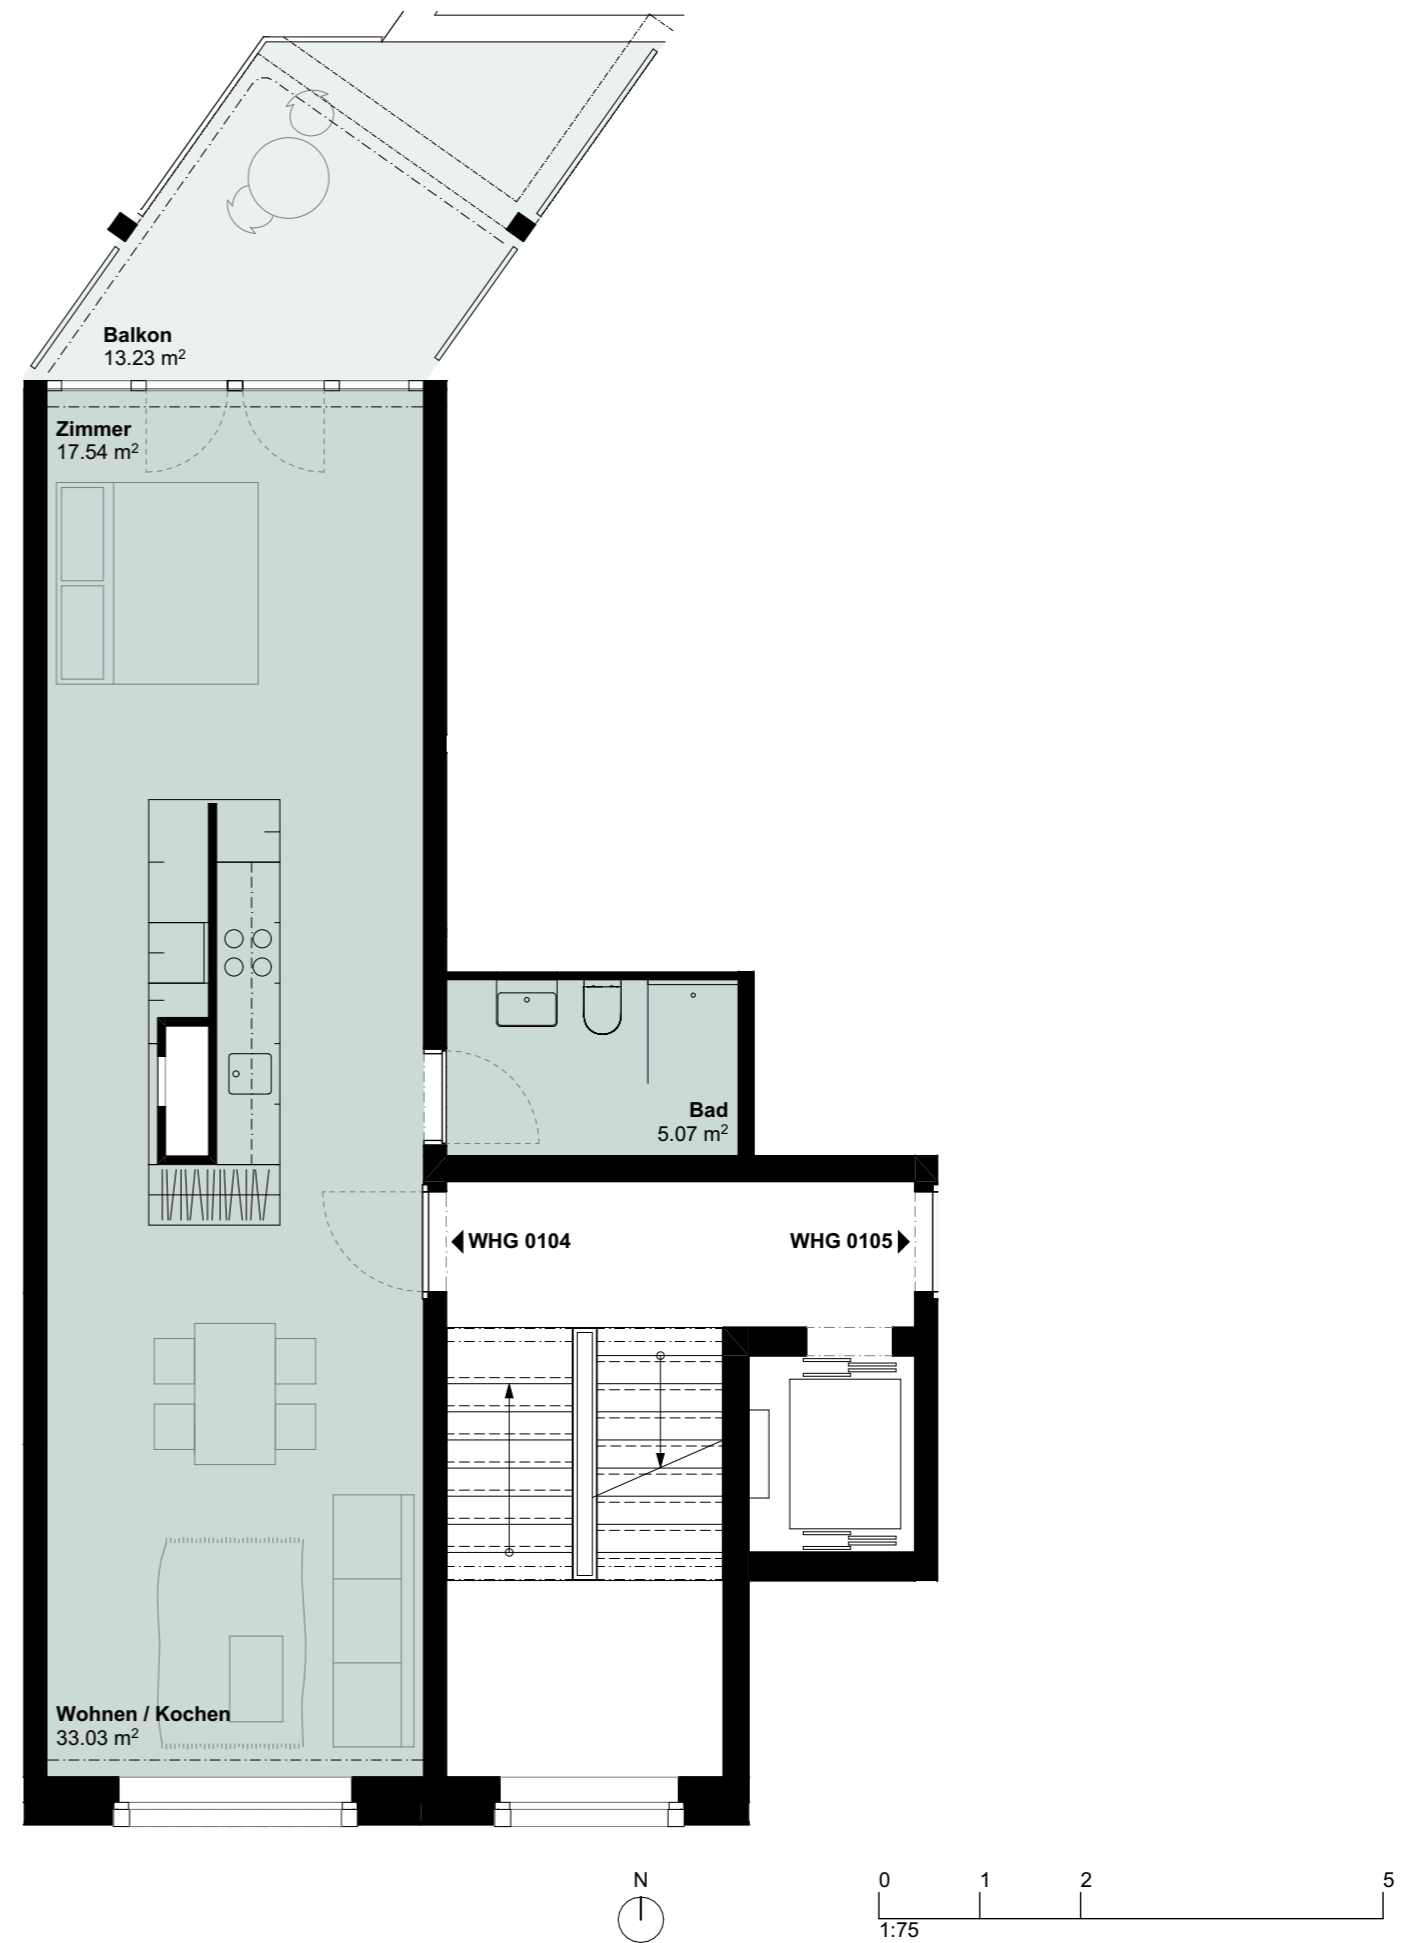 Balkon
13.23 m²
Zimmer
17.54 m²
Bad
5.07 m²
WHG 0104
WHG 0105
Wohnen / Kochen
33.03 m²
N
0 1 2 5
1:75